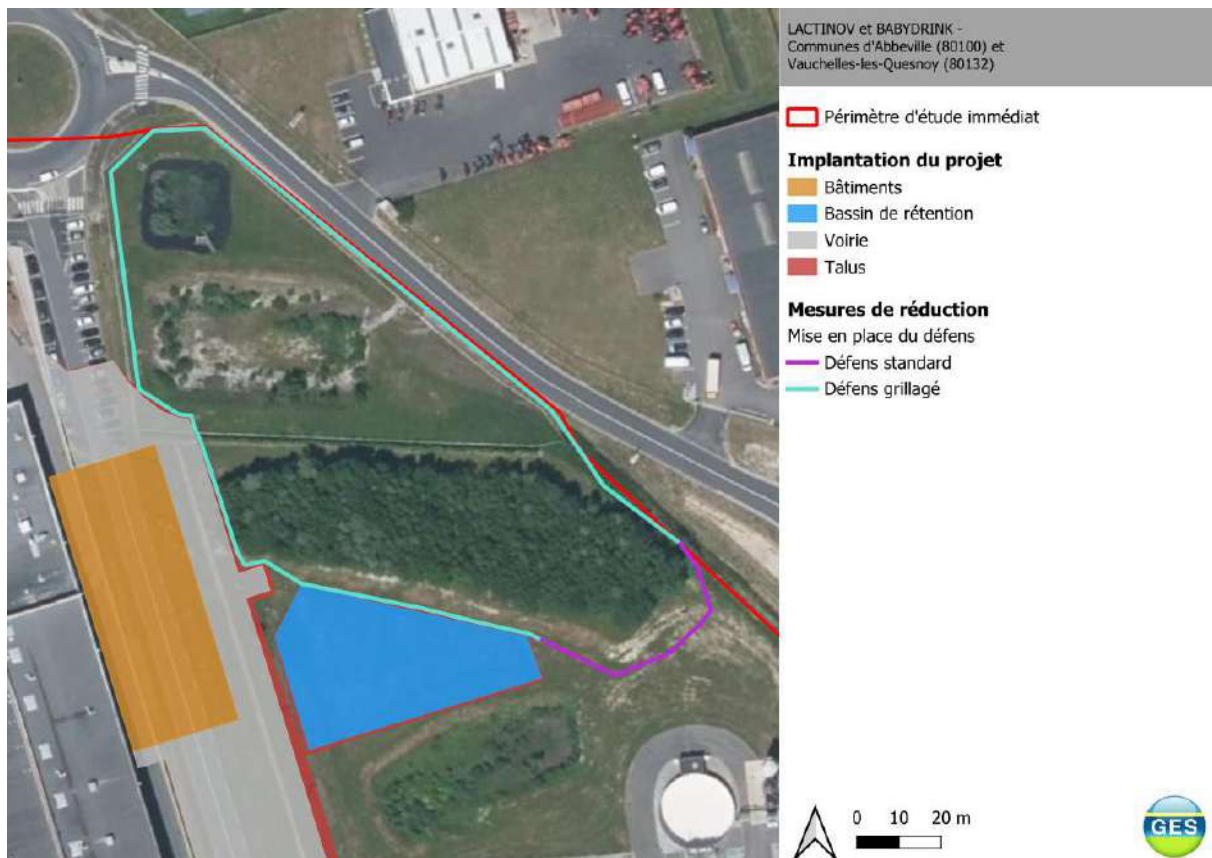 LACTINOV et BABYDRINK -
Communes d'Abbeville (80100) et
Vauchelles-les-Quesnoy (80132)
Périmètre d'étude immédiat
Implantation du projet
Bâtiments
Bassin de rétention
Voirie
Talus
Mesures de réduction
Mise en place du défens
Défens standard
Défens grillagé
0 10 20 m
GES